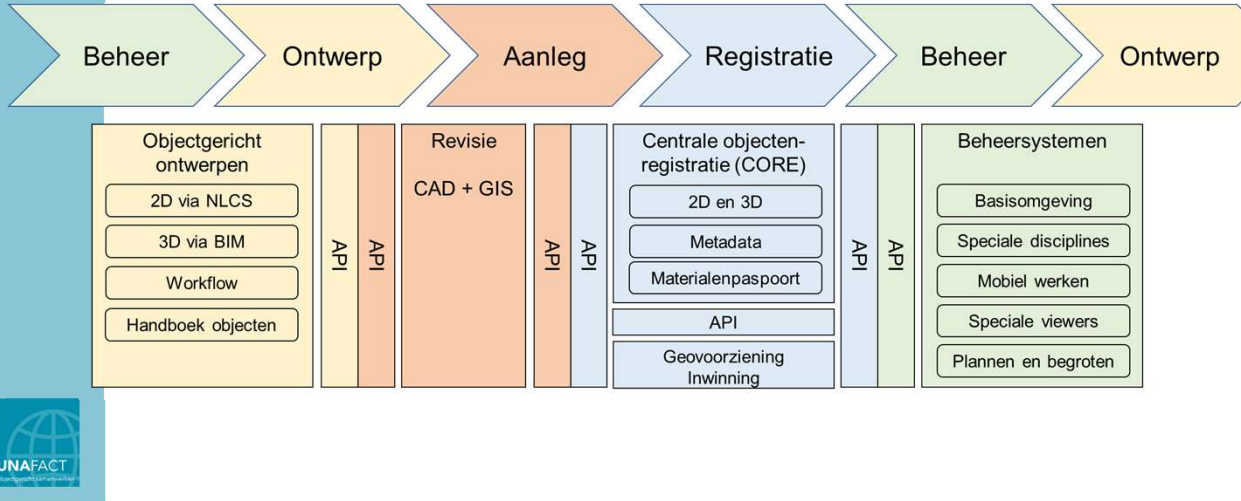 Beheer
Ontwerp
Aanleg
Registratie
Beheer
Ontwerp
Objectgericht
ontwerpen
2D via NLCS
3D via BIM
Workflow
Handboek objecten
API
API
Revisie
CAD + GIS
API
API
Centrale objecten-
registratie (CORE)
2D en 3D
Metadata
Materialenpaspoort
API
Geovoorziening
Inwinning
API
API
Beheersystemen
Basisomgeving
Speciale disciplines
Mobiel werken
Speciale viewers
Plannen en begroten
UNAFACT
objectgericht samenwerken